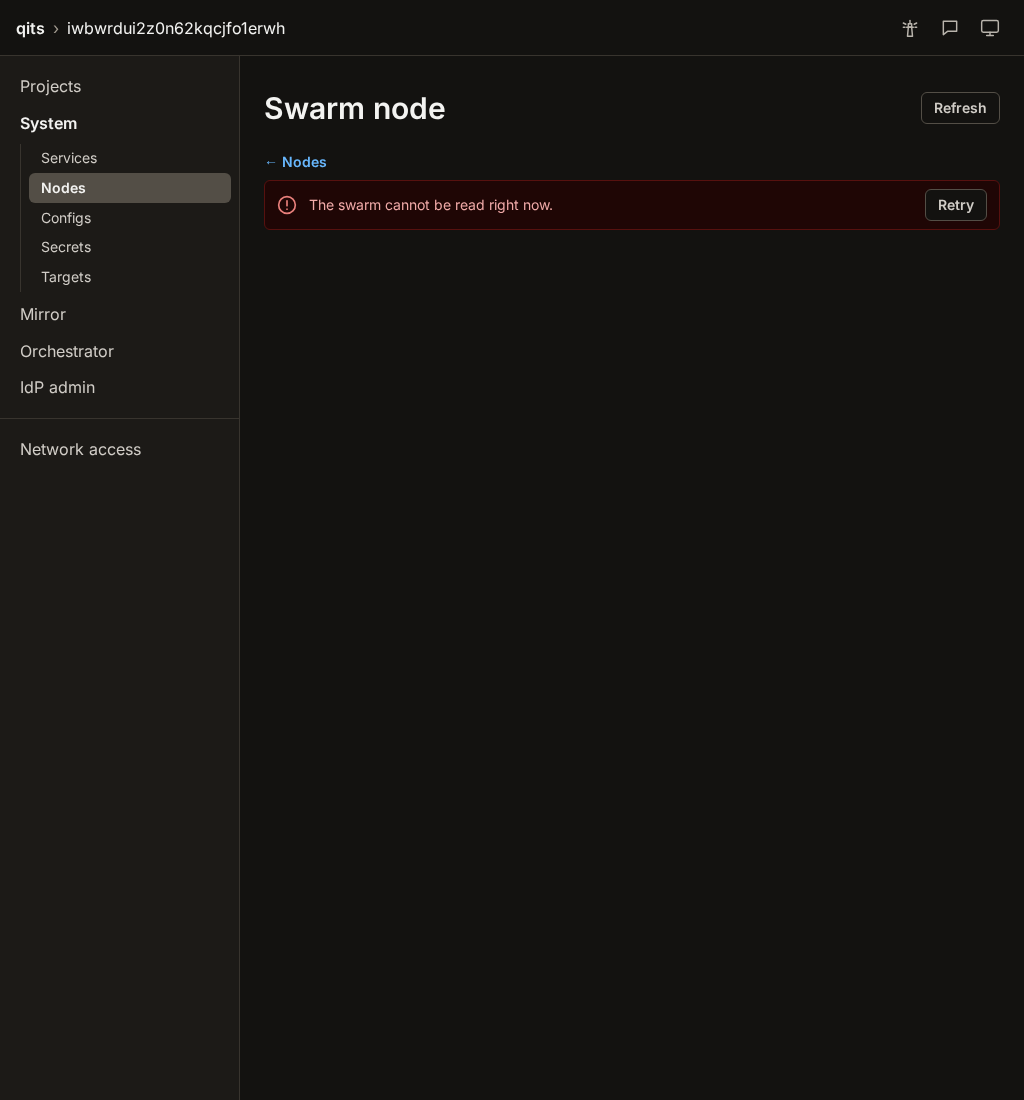 qits › iwbwrdui2z0n62kqcjfo1erwh
Projects
System
Services
Nodes
Configs
Secrets
Targets
Mirror
Orchestrator
IdP admin
Network access
Swarm node
Refresh
← Nodes
The swarm cannot be read right now.
Retry